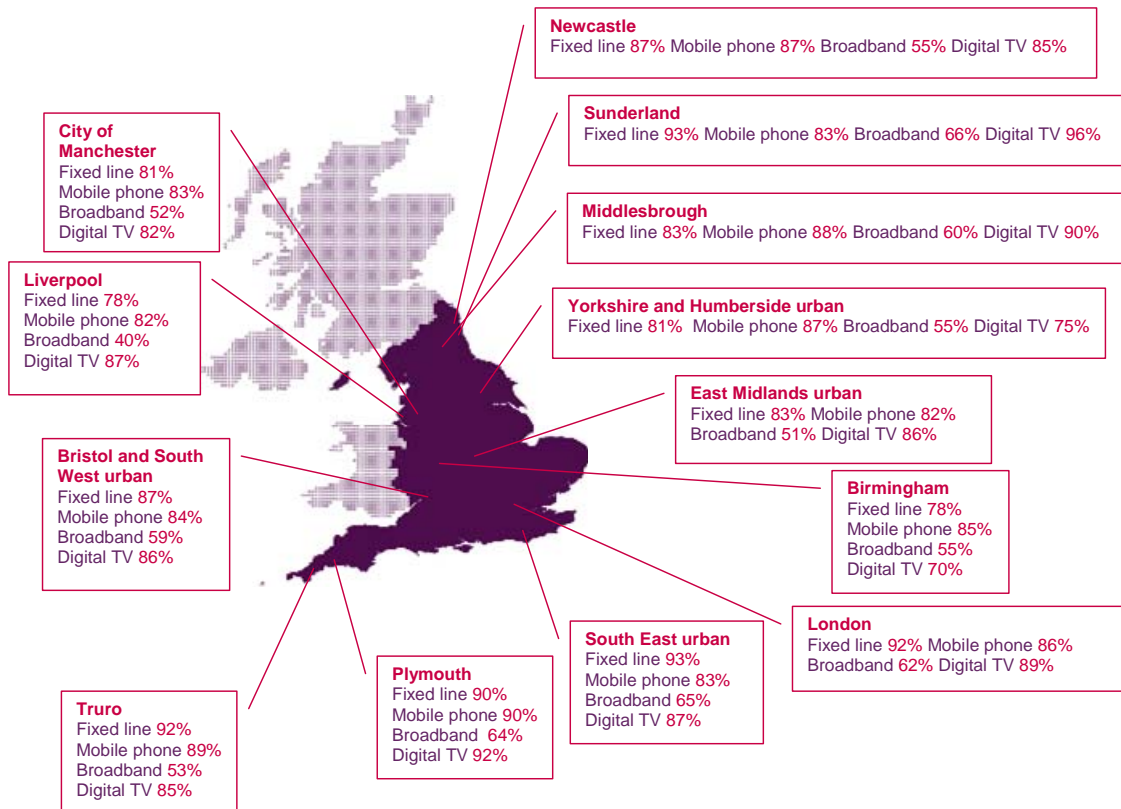 Newcastle
Fixed line 87% Mobile phone 87% Broadband 55% Digital TV 85%
Sunderland
Fixed line 93% Mobile phone 83% Broadband 66% Digital TV 96%
City of
Manchester
Fixed line 81%
Mobile phone 83%
Broadband 52%
Digital TV 82%
Middlesbrough
Fixed line 83% Mobile phone 88% Broadband 60% Digital TV 90%
Liverpool
Fixed line 78%
Mobile phone 82%
Broadband 40%
Digital TV 87%
Yorkshire and Humberside urban
Fixed line 81% Mobile phone 87% Broadband 55% Digital TV 75%
East Midlands urban
Fixed line 83% Mobile phone 82%
Broadband 51% Digital TV 86%
Bristol and South
West urban
Fixed line 87%
Mobile phone 84%
Broadband 59%
Digital TV 86%
Birmingham
Fixed line 78%
Mobile phone 85%
Broadband 55%
Digital TV 70%
London
Fixed line 92% Mobile phone 86%
Broadband 62% Digital TV 89%
South East urban
Fixed line 93%
Mobile phone 83%
Broadband 65%
Digital TV 87%
Plymouth
Fixed line 90%
Mobile phone 90%
Broadband 64%
Digital TV 92%
Truro
Fixed line 92%
Mobile phone 89%
Broadband 53%
Digital TV 85%